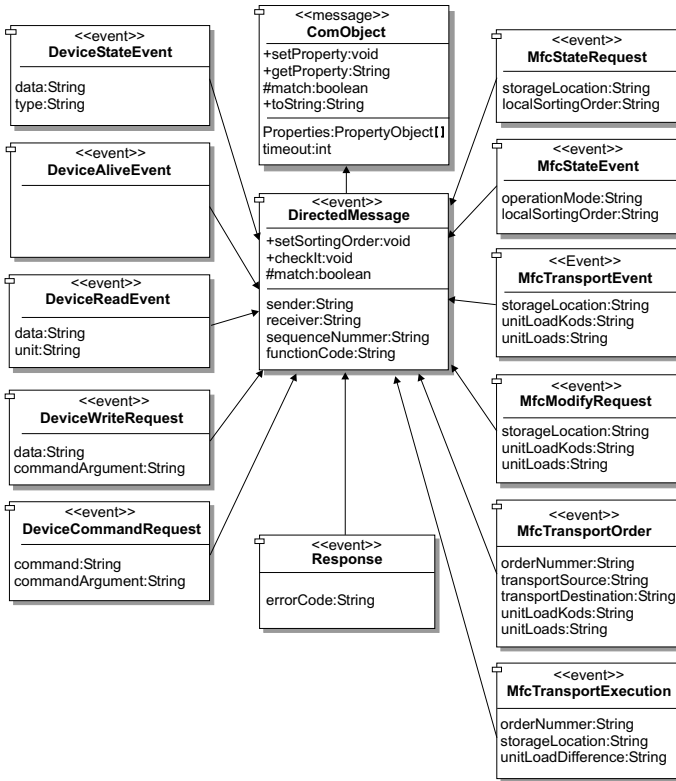 <<event>>
DeviceStateEvent
data:String
type:String
<<event>>
DeviceAliveEvent
<<event>>
DeviceReadEvent
data:String
unit:String
<<event>>
DeviceWriteRequest
data:String
commandArgument:String
<<event>>
DeviceCommandRequest
command:String
commandArgument:String
<<message>>
ComObject
+setProperty:void
+getProperty:String
#match:boolean
+toString:String
Properties:PropertyObject[]
timeout:int
<<event>>
DirectedMessage
+setSortingOrder:void
+checkIt:void
#match:boolean
sender:String
receiver:String
sequenceNummer:String
functionCode:String
<<event>>
Response
errorCode:String
<<event>>
MfcStateRequest
storageLocation:String
localSortingOrder:String
<<event>>
MfcStateEvent
operationMode:String
localSortingOrder:String
<<Event>>
MfcTransportEvent
storageLocation:String
unitLoadKods:String
unitLoads:String
<<event>>
MfcModifyRequest
storageLocation:String
unitLoadKods:String
unitLoads:String
<<event>>
MfcTransportOrder
orderNummer:String
transportSource:String
transportDestination:String
unitLoadKods:String
unitLoads:String
<<event>>
MfcTransportExecution
orderNummer:String
storageLocation:String
unitLoadDifference:String